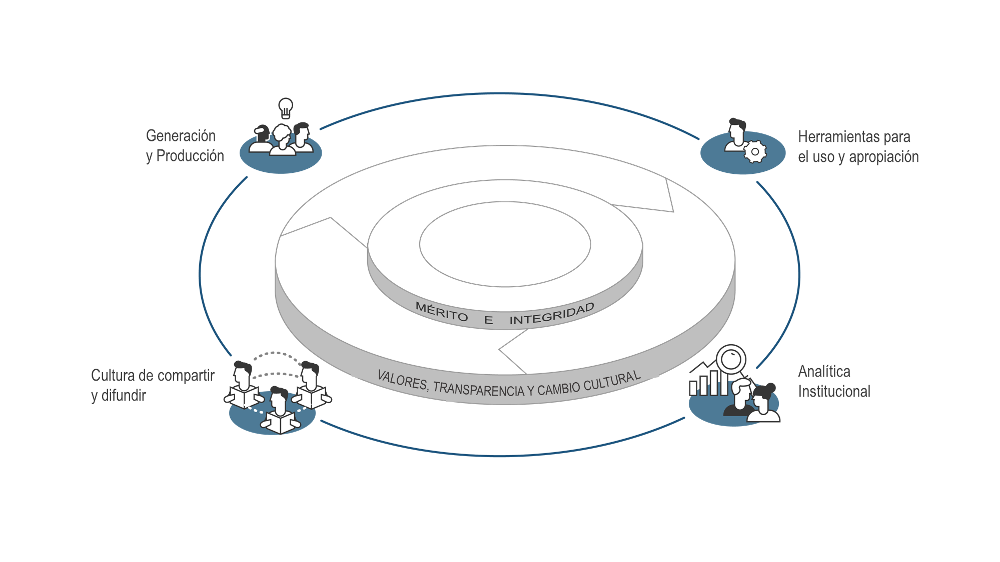 Generación
y Producción
Herramientas para
el uso y apropiación
MÉRITO E INTEGRIDAD
VALORES, TRANSPARENCIA Y CAMBIO CULTURAL
Cultura de compartir
y difundir
Analítica
Institucional